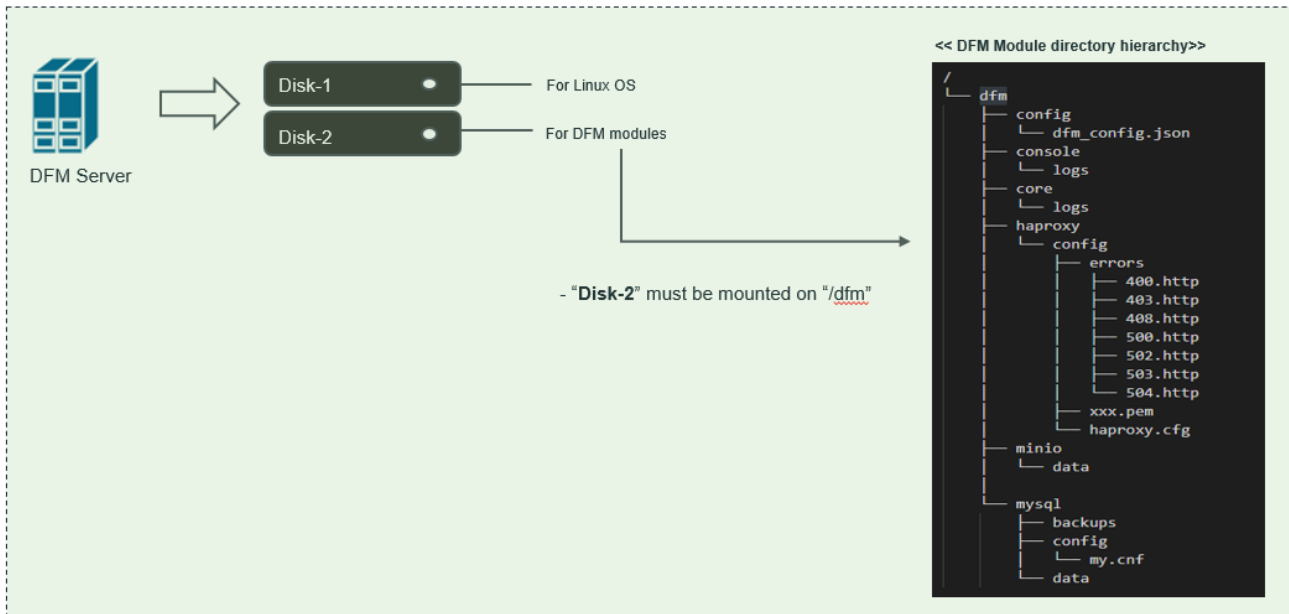 DFM Server
Disk-1
Disk-2
For Linux OS
For DFM modules
- “Disk-2” must be mounted on “/dfm”
<< DFM Module directory hierarchy>>
/
└── dfm
├── config
│   └── dfm_config.json
├── console
│   └── logs
├── core
│   └── logs
├── haproxy
│   └── config
│       ├── errors
│       │   ├── 400.http
│       │   ├── 403.http
│       │   ├── 408.http
│       │   ├── 500.http
│       │   ├── 502.http
│       │   ├── 503.http
│       │   └── 504.http
│       ├── xxx.pem
│       └── haproxy.cfg
├── minio
│   └── data
│
└── mysql
├── backups
├── config
│   └── my.cnf
└── data